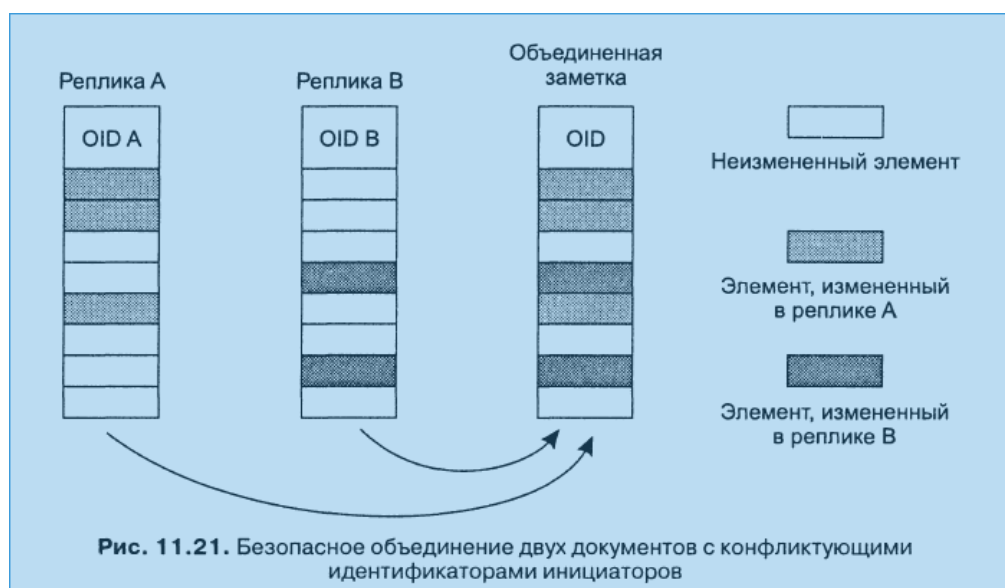 Реплика А
Реплика В
Объединенная
заметка
OID A
OID B
OID
Неизмененный элемент
Элемент, измененный
в реплике А
Элемент, измененный
в реплике В
Рис. 11.21. Безопасное объединение двух документов с конфликтующими
идентификаторами инициаторов